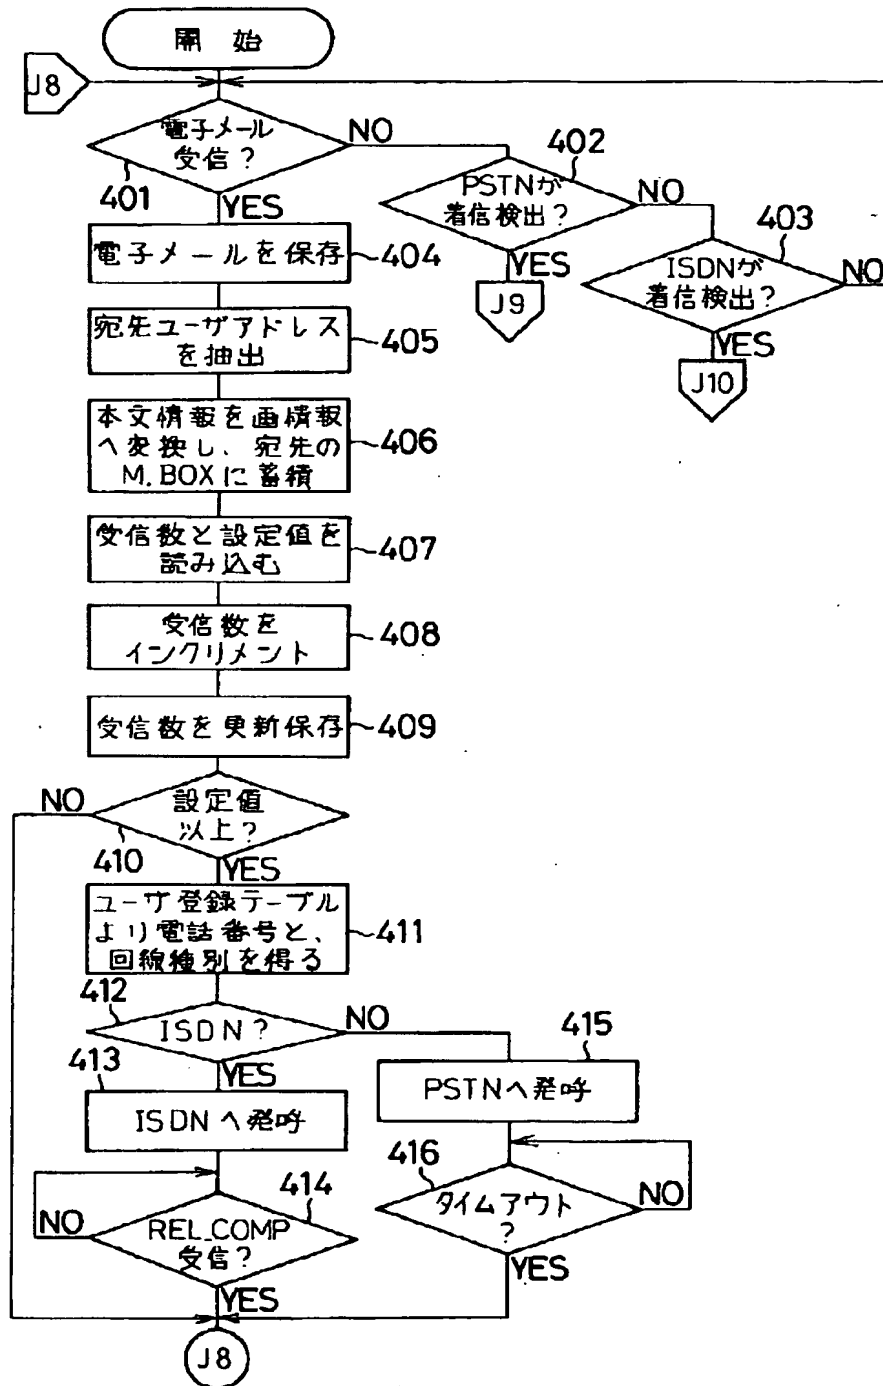 開始
J8
電子メール
受信?
401
NO
YES
402
PSTNが
着信検出?
NO
YES
J9
403
ISDNが
着信検出?
NO
YES
J10
電子メールを保存
404
宛先ユーザアドレス
を抽出
405
本文情報を画情報
へ変換し、宛先の
M.BOXに蓄積
406
受信数と設定値を
読み込む
407
受信数を
インクリメント
408
受信数を更新保存
409
設定値
以上?
NO
410
YES
ユーザ登録テーブル
より電話番号と、
回線種別を得る
411
412
ISDN?
NO
YES
413
ISDNへ発呼
415
PSTNへ発呼
414
REL_COMP
受信?
NO
YES
416
タイムアウト
?
NO
YES
J8